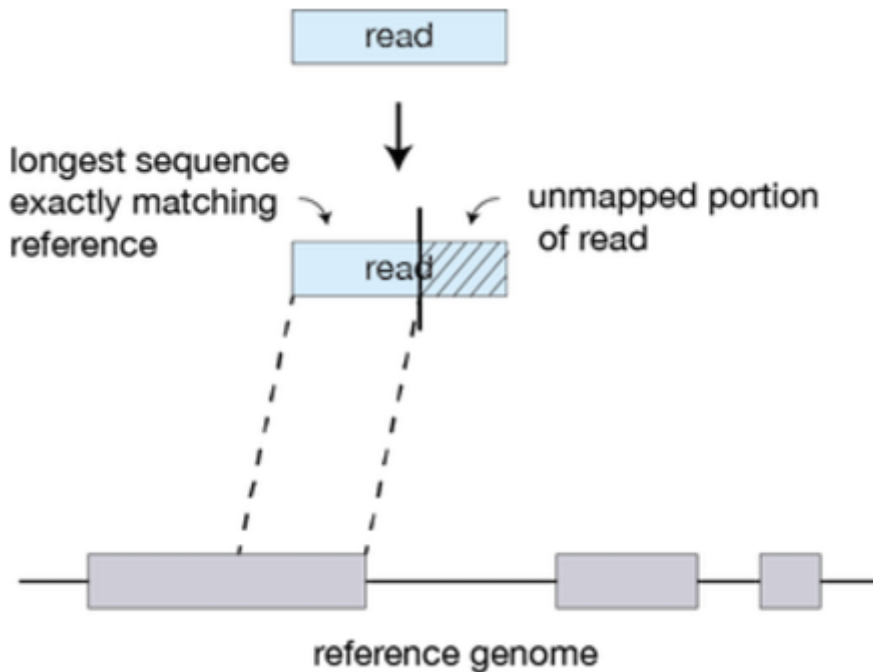 read
longest sequence
exactly matching
reference
unmapped portion
of read
read
reference genome